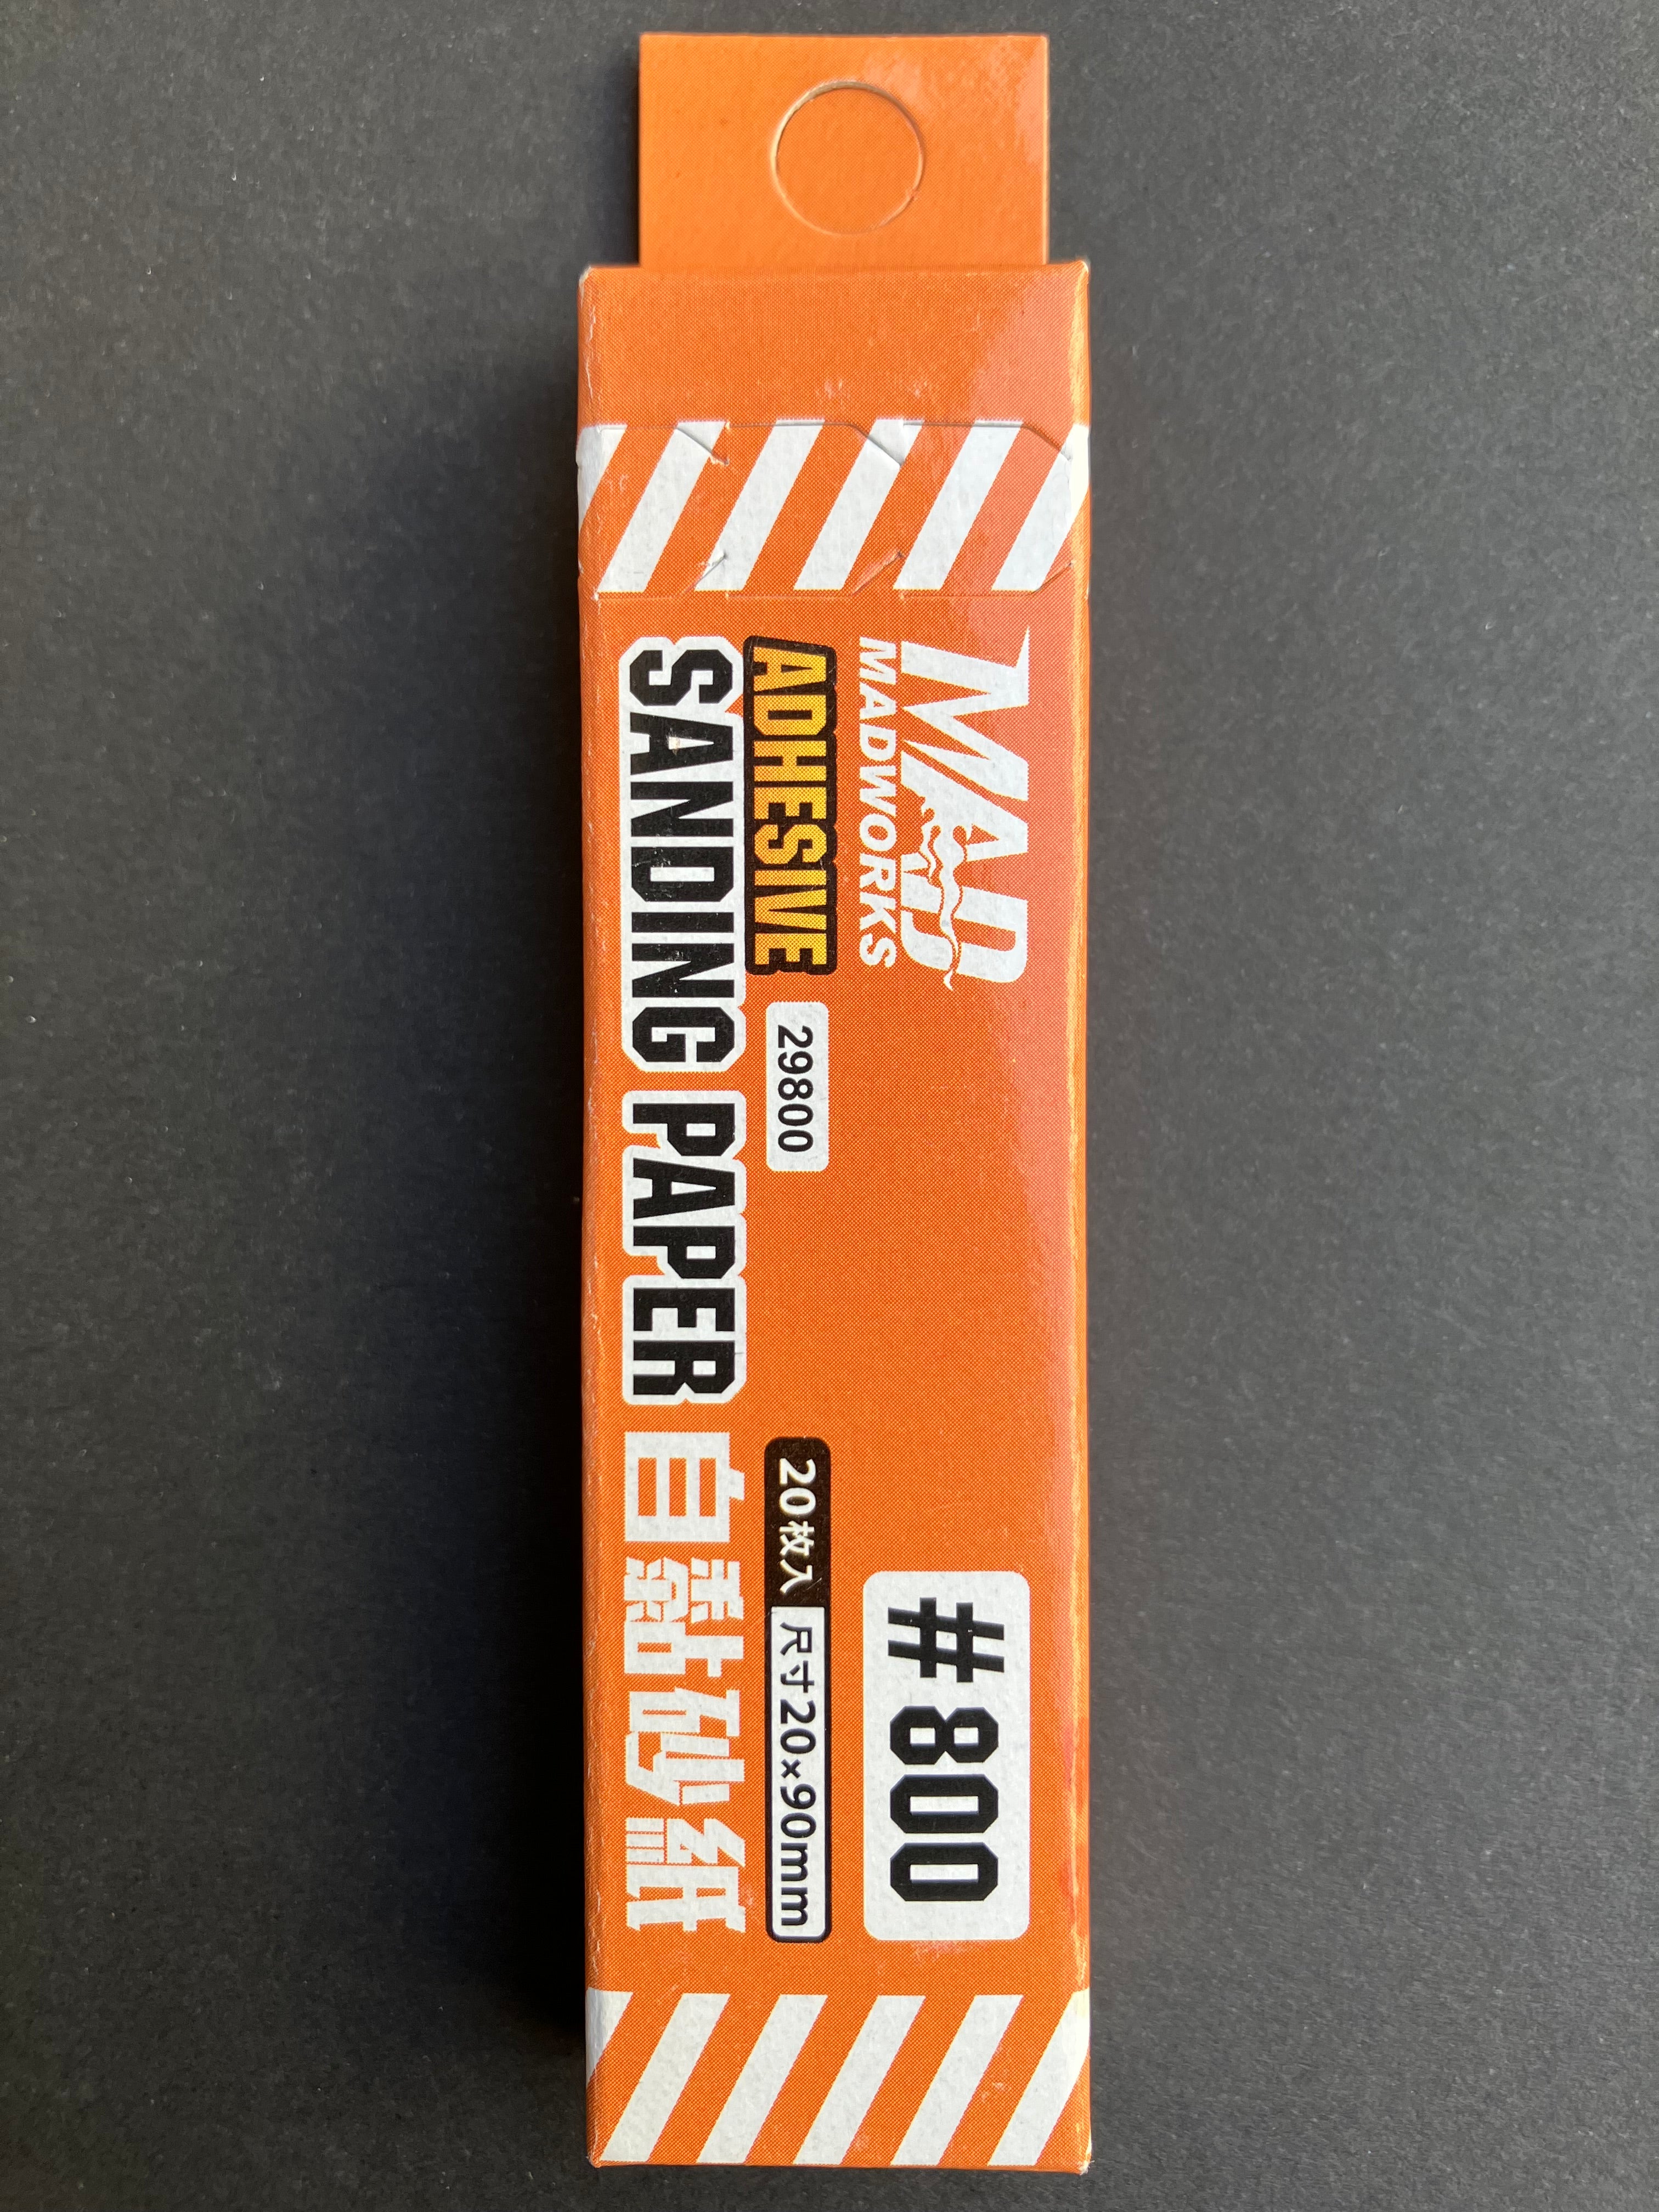 MAD
MADWORKS
#800
ADHESIVE
29800
20枚入 尺寸20×90mm
SANDING PAPER 自黏砂紙